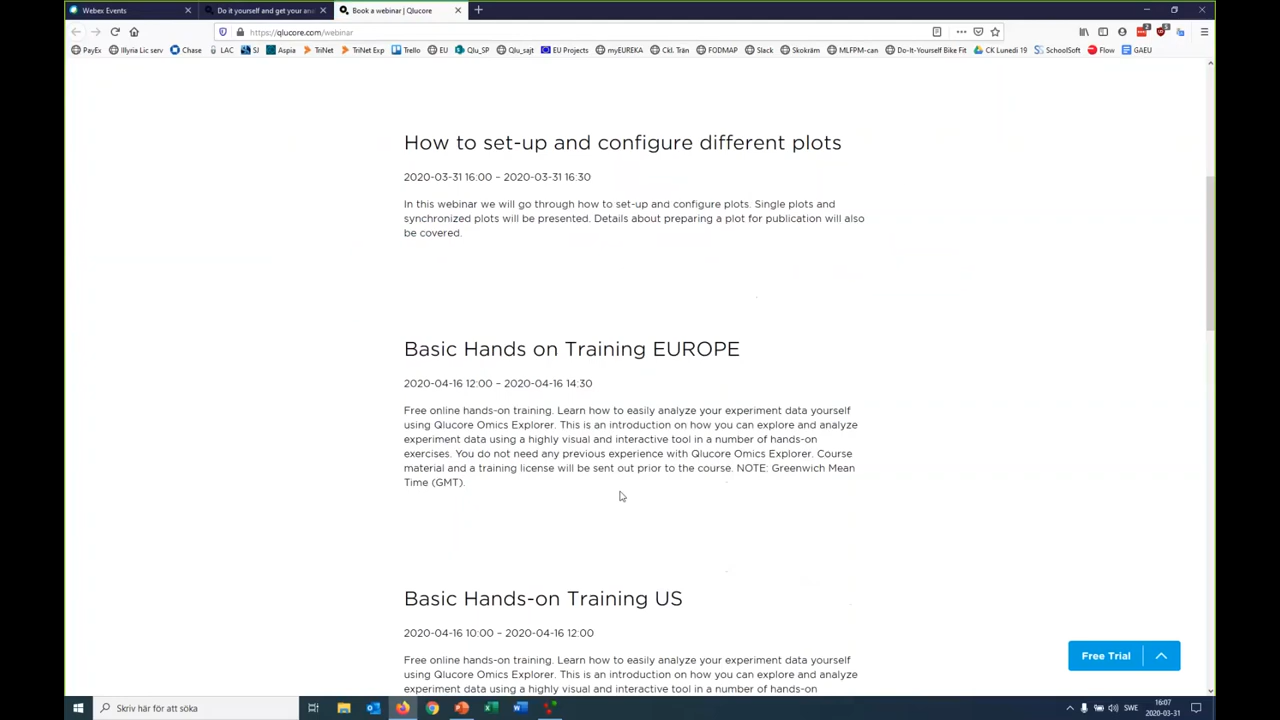 Webex Events
Do it yourself and get your ans
Book a webinar | Qlucore
https://qlucore.com/webinar
PayEx Illyria Lic serv Chase LAC SJ Aspia TriNet TriNet Exp Trello EU Qlu_SP Qlu_sajt EU Projects myEUREKA Ckl. Trän FODMAP Slack Skokräm MLFPM-can Do-It-Yourself Bike Fit CK Lunedi 19 SchoolSoft Flow GAEU
How to set-up and configure different plots
2020-03-31 16:00 – 2020-03-31 16:30
In this webinar we will go through how to set-up and configure plots. Single plots and
synchronized plots will be presented. Details about preparing a plot for publication will also
be covered.
Basic Hands on Training EUROPE
2020-04-16 12:00 – 2020-04-16 14:30
Free online hands-on training. Learn how to easily analyze your experiment data yourself
using Qlucore Omics Explorer. This is an introduction on how you can explore and analyze
experiment data using a highly visual and interactive tool in a number of hands-on
exercises. You do not need any previous experience with Qlucore Omics Explorer. Course
material and a training license will be sent out prior to the course. NOTE: Greenwich Mean
Time (GMT).
Basic Hands-on Training US
2020-04-16 10:00 – 2020-04-16 12:00
Free online hands-on training. Learn how to easily analyze your experiment data yourself
using Qlucore Omics Explorer. This is an introduction on how you can explore and analyze
experiment data using a highly visual and interactive tool in a number of hands-on
Free Trial
Skriv här för att söka
SWE
16:07
2020-03-31